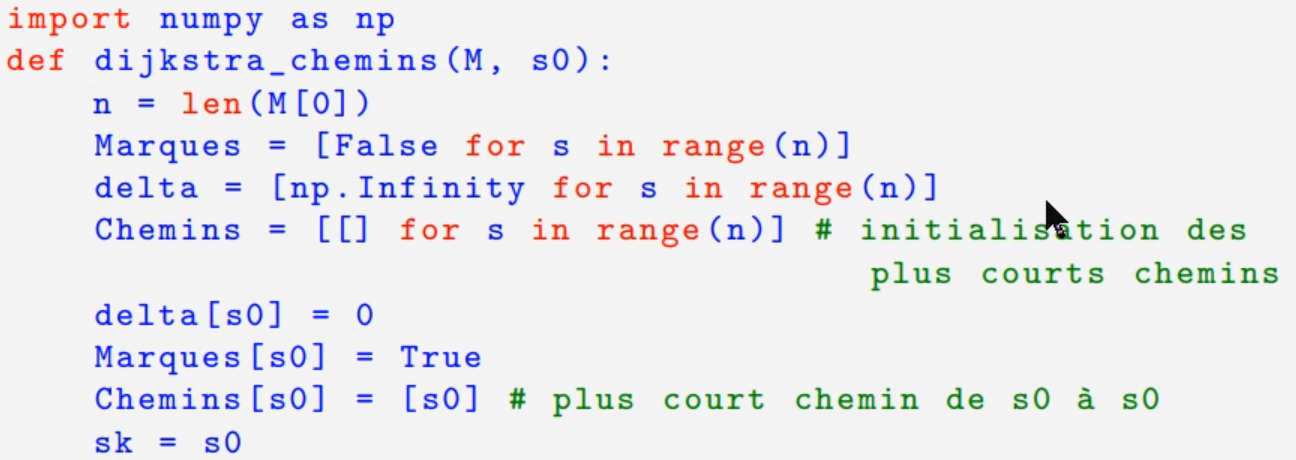 import numpy as np
def dijkstra_chemins(M, s0):
    n = len(M[0])
    Marques = [False for s in range(n)]
    delta = [np.Infinity for s in range(n)]
    Chemins = [[] for s in range(n)] # initialisation des
                                       plus courts chemins
    delta[s0] = 0
    Marques[s0] = True
    Chemins[s0] = [s0] # plus court chemin de s0 à s0
    sk = s0